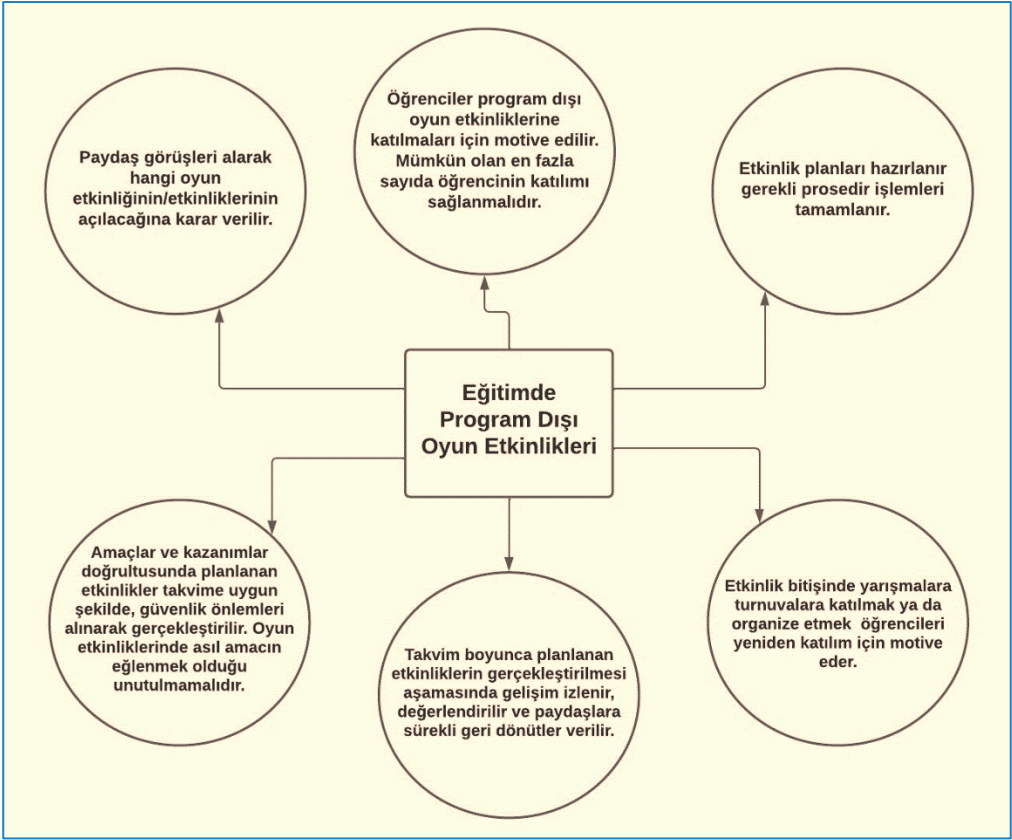 Paydaş görüşleri alarak
hangi oyun
etkinliğinin/etkinliklerinin
açılacağına karar verilir.
Öğrenciler program dışı
oyun etkinliklerine
katılmaları için motive edilir.
Mümkün olan en fazla
sayıda öğrencinin katılımı
sağlanmalıdır.
Etkinlik planları hazırlanır
gerekli prosedir işlemleri
tamamlanır.
Eğitimde
Program Dışı
Oyun Etkinlikleri
Amaçlar ve kazanımlar
doğrultusunda planlanan
etkinlikler takvime uygun
şekilde, güvenlik önlemleri
alınarak gerçekleştirilir. Oyun
etkinliklerinde asıl amacın
eğlenmek olduğu
unutulmamalıdır.
Takvim boyunca planlanan
etkinliklerin gerçekleştirilmesi
aşamasında gelişim izlenir,
değerlendirilir ve paydaşlara
sürekli geri dönütler verilir.
Etkinlik bitişinde yarışmalara
turnuvalara katılmak ya da
organize etmek öğrencileri
yeniden katılım için motive
eder.